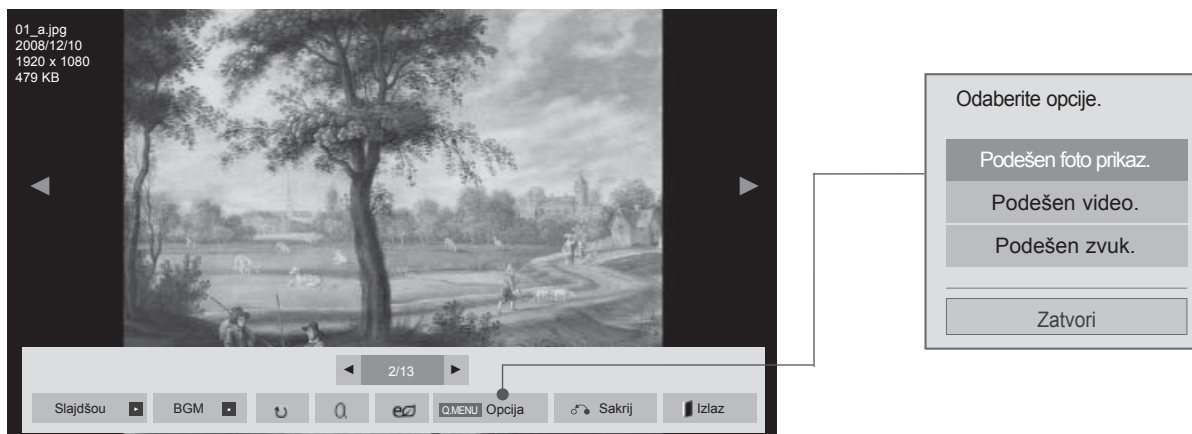 01_a.jpg
2008/12/10
1920 x 1080
479 KB
2/13
Slajdšou
BGM
Q.MENU Opcija
Sakrij
Izlaz
Odaberite opcije.
Podešen foto prikaz.
Podešen video.
Podešen zvuk.
Zatvori